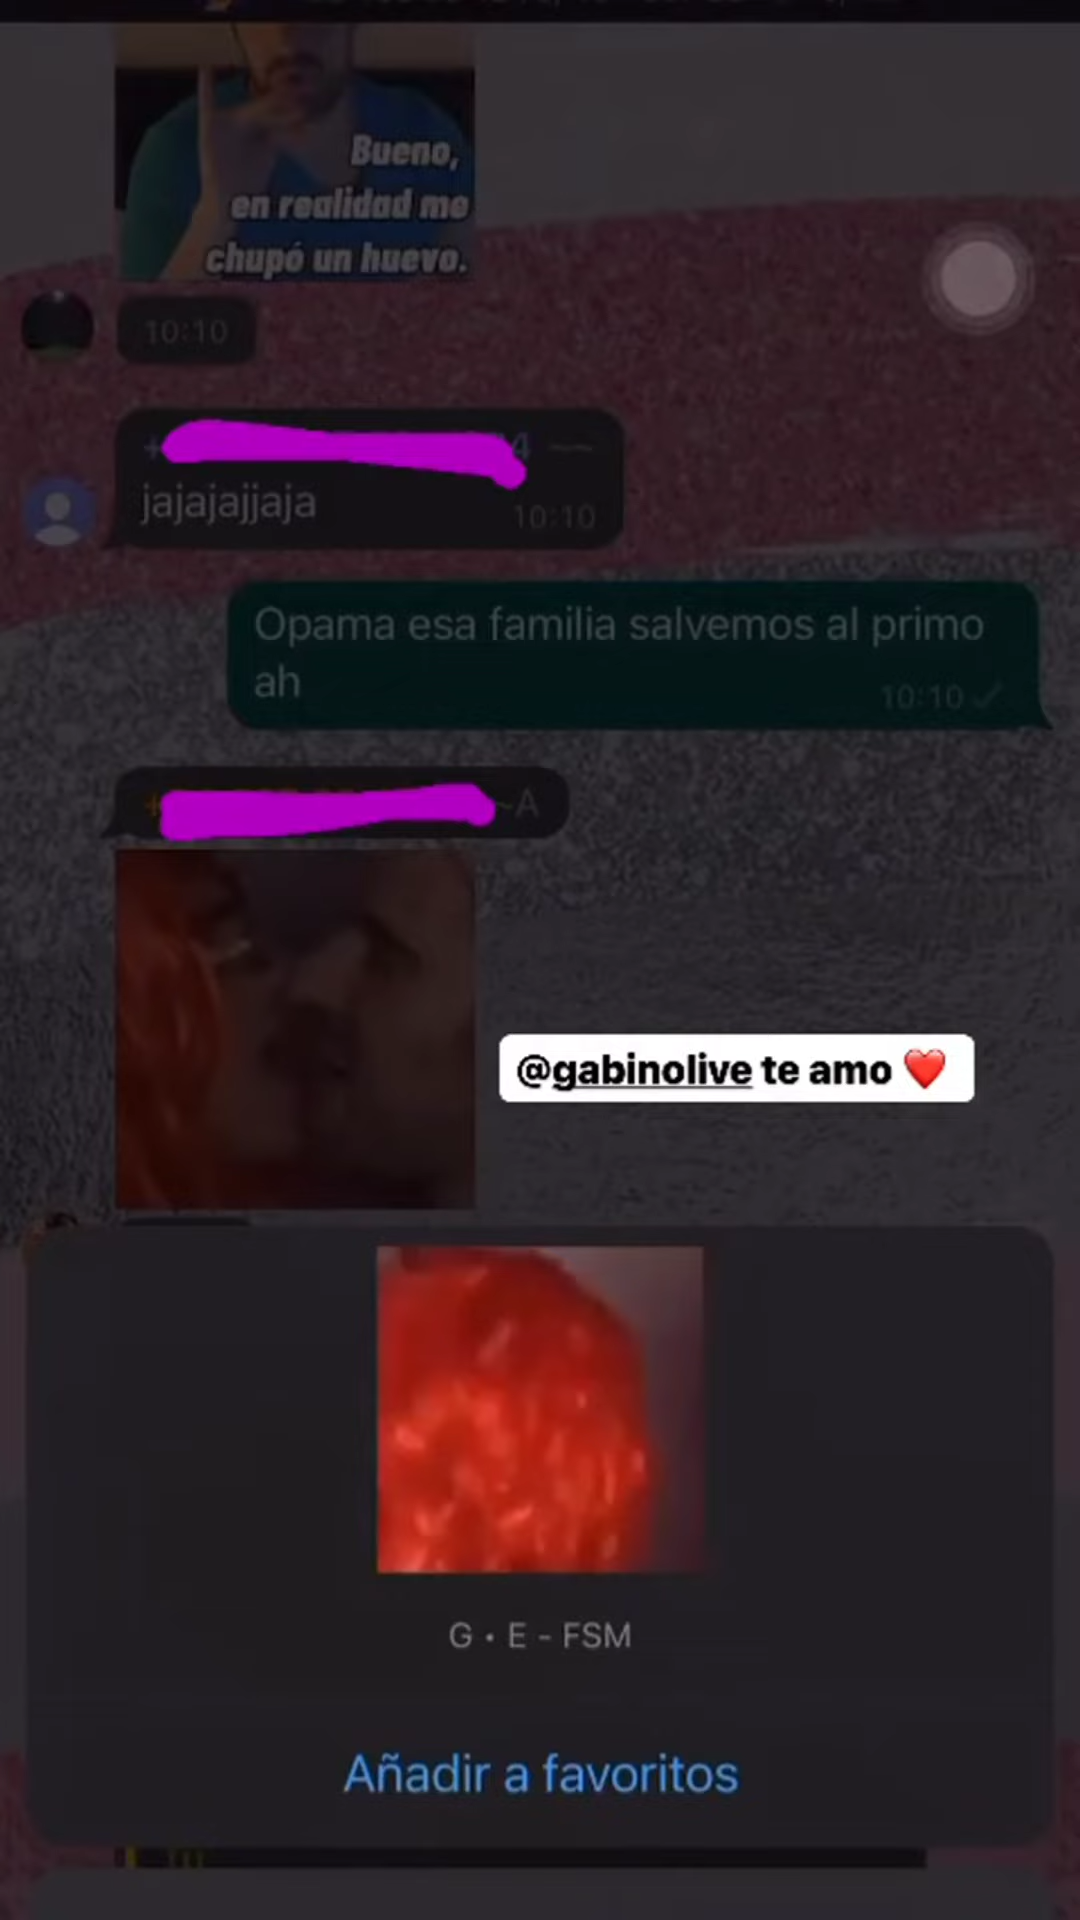 Bueno,
en realidad me
chupó un huevo.
10:10
jajajajjaja
10:10
Opama esa familia salvemos al primo
ah
10:10
~A
@gabinolive te amo ❤️
G • E - FSM
Añadir a favoritos